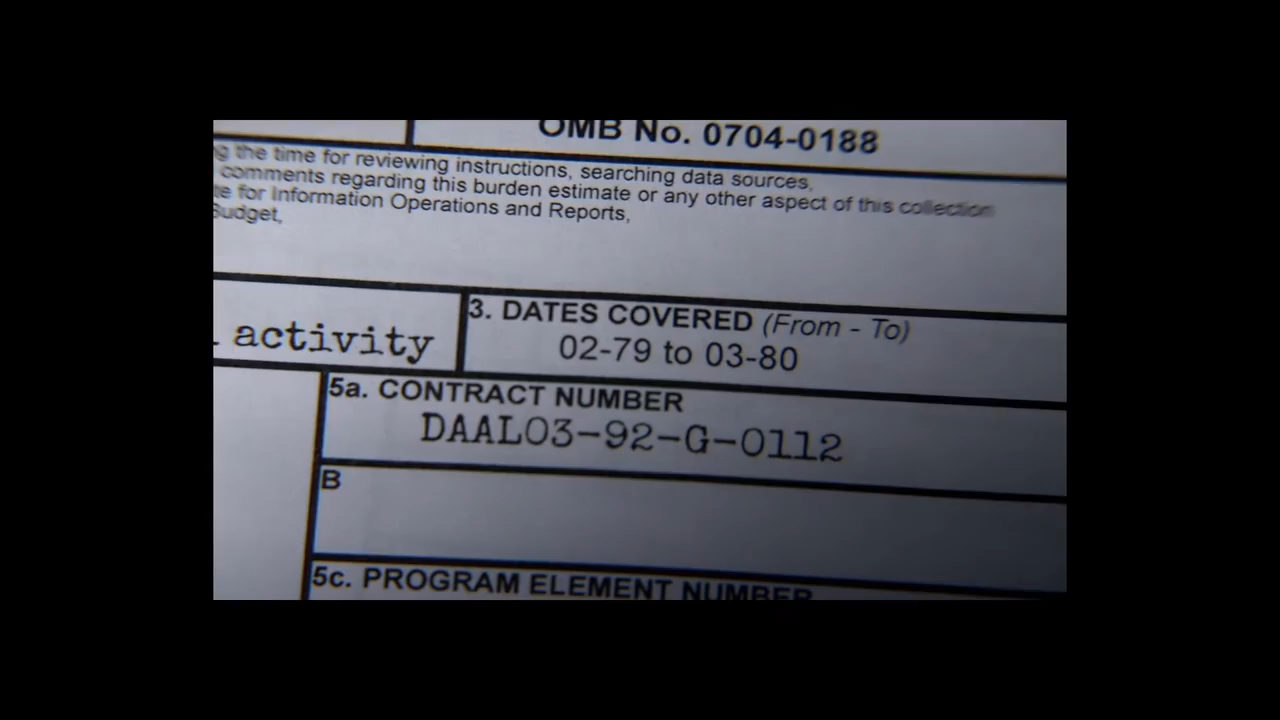 OMB No. 0704-0188
g the time for reviewing instructions, searching data sources,
comments regarding this burden estimate or any other aspect of this collection
te for Information Operations and Reports,
Budget,
3. DATES COVERED (From - To)
activity
02-79 to 03-80
5a. CONTRACT NUMBER
DAAL03-92-G-0112
B
5c. PROGRAM ELEMENT NUMBER